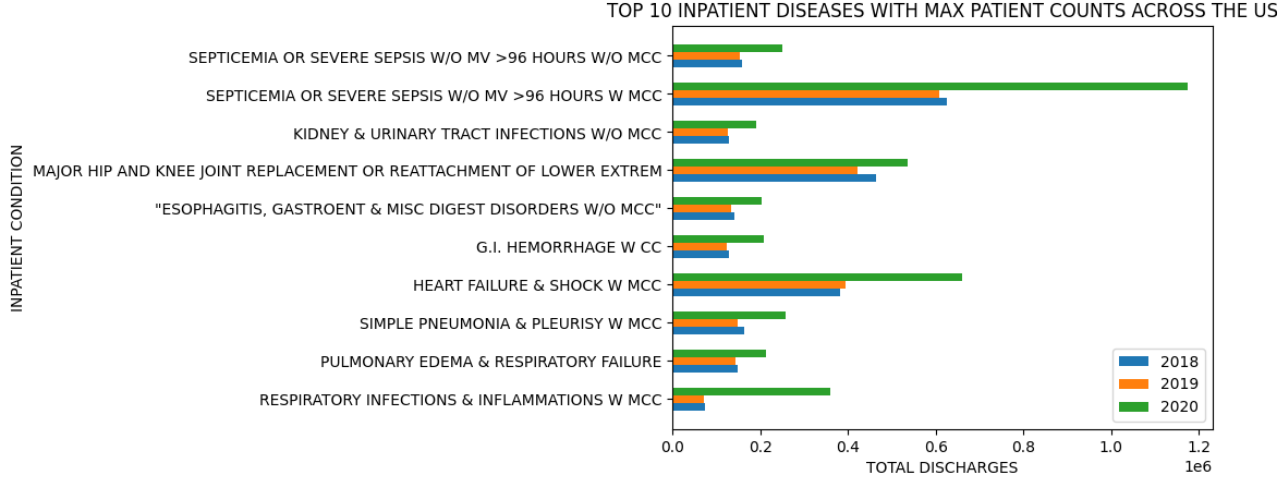 TOP 10 INPATIENT DISEASES WITH MAX PATIENT COUNTS ACROSS THE US
INPATIENT CONDITION
SEPTICEMIA OR SEVERE SEPSIS W/O MV >96 HOURS W/O MCC
SEPTICEMIA OR SEVERE SEPSIS W/O MV >96 HOURS W MCC
KIDNEY & URINARY TRACT INFECTIONS W/O MCC
MAJOR HIP AND KNEE JOINT REPLACEMENT OR REATTACHMENT OF LOWER EXTREM
"ESOPHAGITIS, GASTROENT & MISC DIGEST DISORDERS W/O MCC"
G.I. HEMORRHAGE W CC
HEART FAILURE & SHOCK W MCC
SIMPLE PNEUMONIA & PLEURISY W MCC
PULMONARY EDEMA & RESPIRATORY FAILURE
RESPIRATORY INFECTIONS & INFLAMMATIONS W MCC
2018
2019
2020
0.0 0.2 0.4 0.6 0.8 1.0 1.2
1e6
TOTAL DISCHARGES